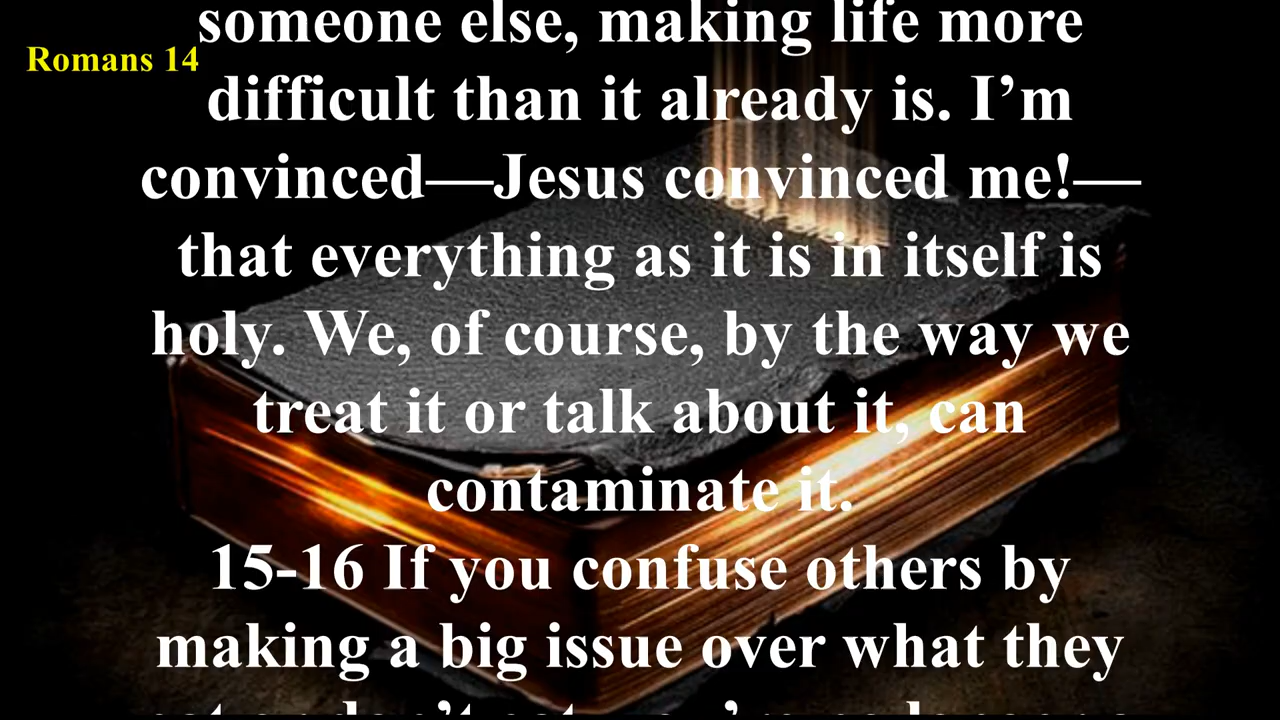 someone else, making life more
Romans 14
difficult than it already is. I’m
convinced—Jesus convinced me!—
that everything as it is in itself is
holy. We, of course, by the way we
treat it or talk about it, can
contaminate it.
15-16 If you confuse others by
making a big issue over what they